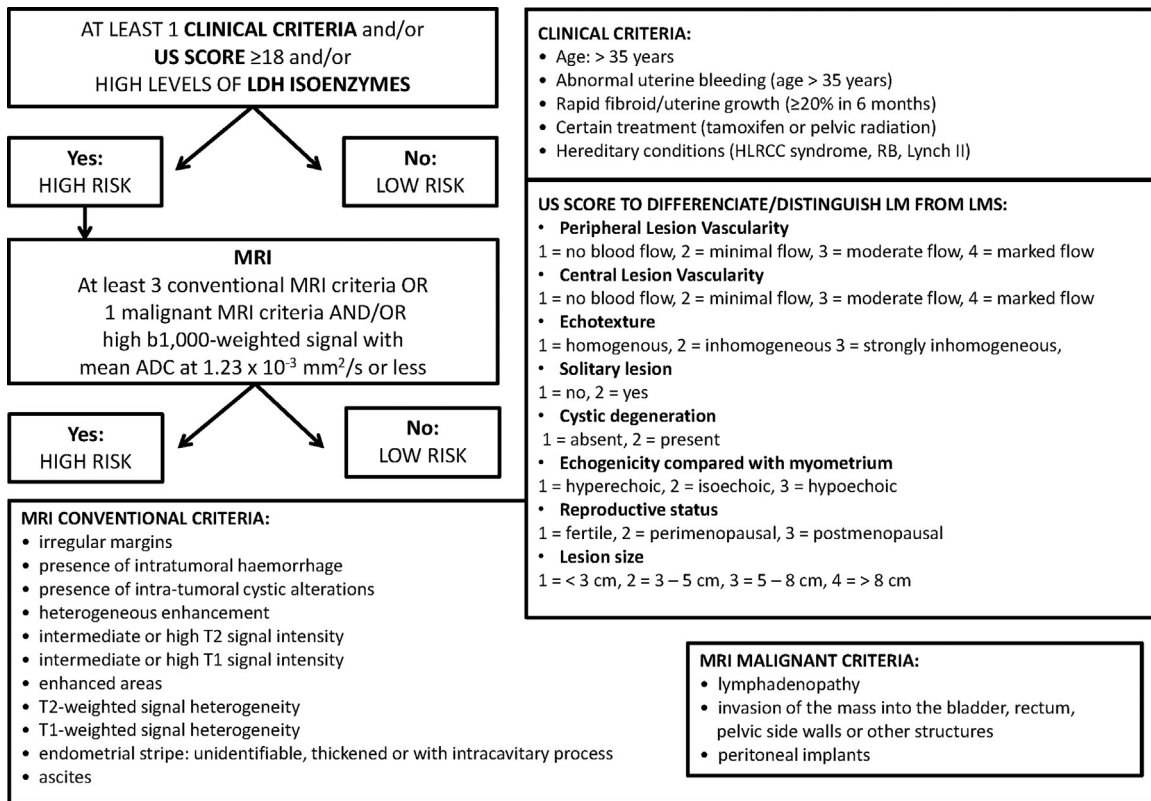 AT LEAST 1 CLINICAL CRITERIA and/or
US SCORE ≥18 and/or
HIGH LEVELS OF LDH ISOENZYMES
Yes:
HIGH RISK
No:
LOW RISK
MRI
At least 3 conventional MRI criteria OR
1 malignant MRI criteria AND/OR
high b1,000-weighted signal with
mean ADC at 1.23 x 10⁻³ mm²/s or less
Yes:
HIGH RISK
No:
LOW RISK
CLINICAL CRITERIA:
• Age: > 35 years
• Abnormal uterine bleeding (age > 35 years)
• Rapid fibroid/uterine growth (≥20% in 6 months)
• Certain treatment (tamoxifen or pelvic radiation)
• Hereditary conditions (HLRCC syndrome, RB, Lynch II)
US SCORE TO DIFFERENCIATE/DISTINGUISH LM FROM LMS:
• Peripheral Lesion Vascularity
1 = no blood flow, 2 = minimal flow, 3 = moderate flow, 4 = marked flow
• Central Lesion Vascularity
1 = no blood flow, 2 = minimal flow, 3 = moderate flow, 4 = marked flow
• Echotexture
1 = homogenous, 2 = inhomogeneous 3 = strongly inhomogeneous,
• Solitary lesion
1 = no, 2 = yes
• Cystic degeneration
1 = absent, 2 = present
• Echogenicity compared with myometrium
1 = hyperechoic, 2 = isoechoic, 3 = hypoechoic
• Reproductive status
1 = fertile, 2 = perimenopausal, 3 = postmenopausal
• Lesion size
1 = < 3 cm, 2 = 3 – 5 cm, 3 = 5 – 8 cm, 4 = > 8 cm
MRI CONVENTIONAL CRITERIA:
• irregular margins
• presence of intratumoral haemorrhage
• presence of intra-tumoral cystic alterations
• heterogeneous enhancement
• intermediate or high T2 signal intensity
• intermediate or high T1 signal intensity
• enhanced areas
• T2-weighted signal heterogeneity
• T1-weighted signal heterogeneity
• endometrial stripe: unidentifiable, thickened or with intracavitary process
• ascites
MRI MALIGNANT CRITERIA:
• lymphadenopathy
• invasion of the mass into the bladder, rectum,
pelvic side walls or other structures
• peritoneal implants